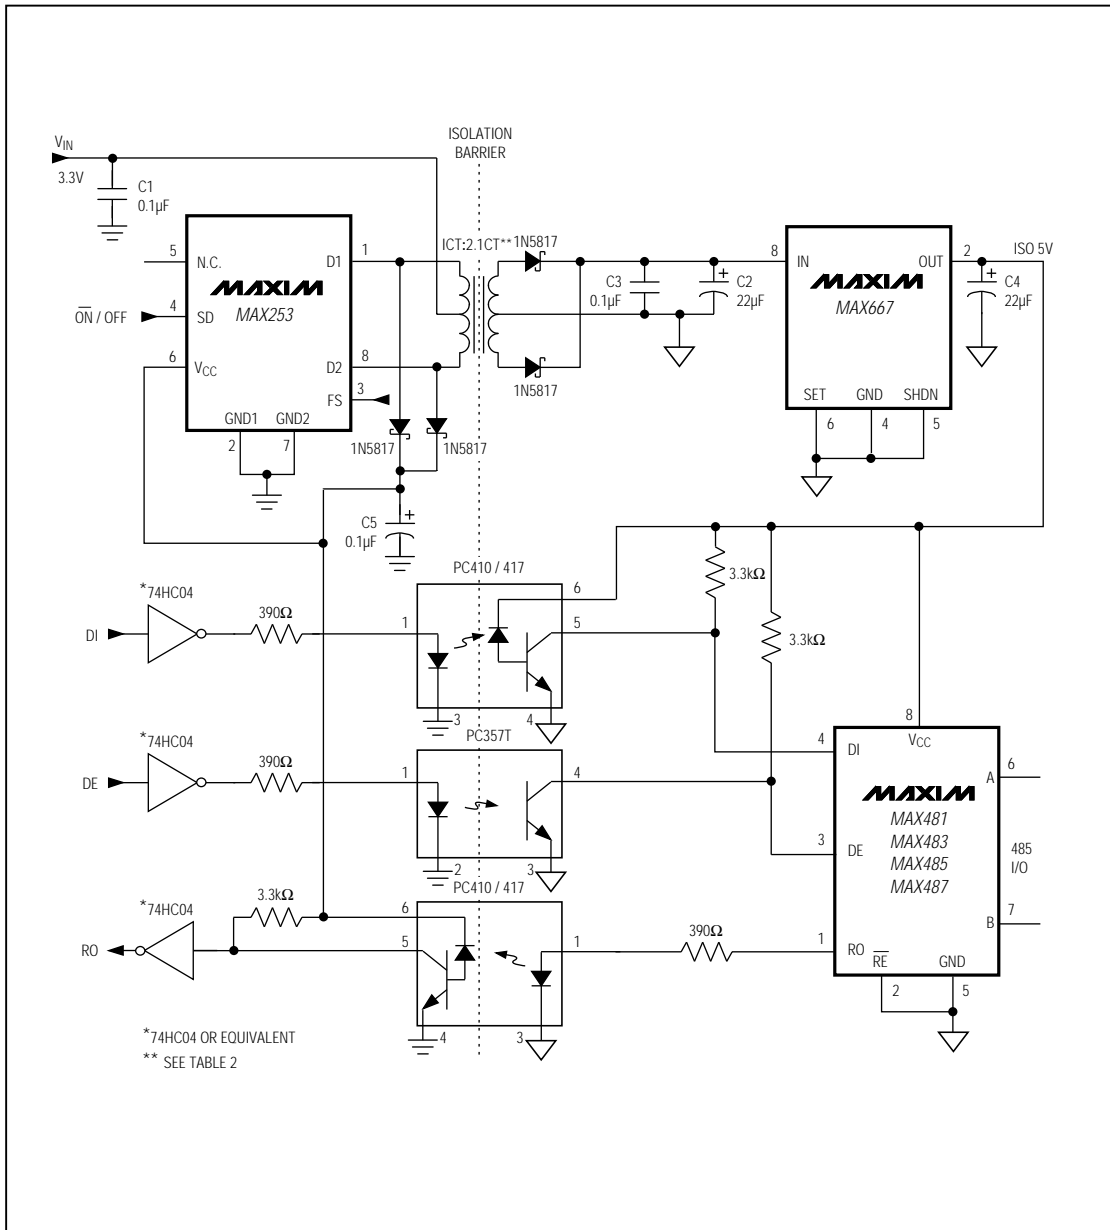 ISOLATION
BARRIER
VIN
3.3V
C1
0.1µF
ICT:2.1CT**
1N5817
5
N.C.
D1
1
MAXIM
MAX253
4
ON / OFF
SD
6
VCC
D2
8
FS
3
GND1
GND2
2
7
1N5817
1N5817
1N5817
C3
0.1µF
+
C2
22µF
8
IN
OUT
2
ISO 5V
MAXIM
MAX667
+
C4
22µF
SET
GND
SHDN
6
4
5
+
C5
0.1µF
PC410 / 417
*74HC04
DI
390Ω
1
6
5
3
4
3.3kΩ
3.3kΩ
PC357T
*74HC04
DE
390Ω
1
4
2
3
PC410 / 417
*74HC04
3.3kΩ
RO
6
5
1
4
3
390Ω
8
VCC
4
DI
A
6
MAXIM
MAX481
MAX483
MAX485
MAX487
3
DE
485
I/O
B
7
1
RO
RE
GND
2
5
*74HC04 OR EQUIVALENT
** SEE TABLE 2